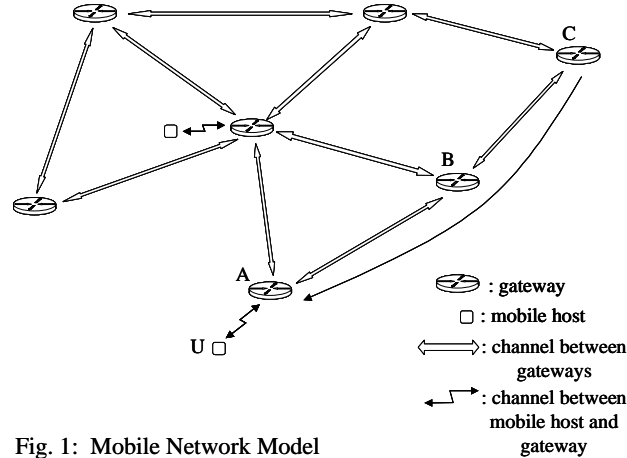 C
B
A
U
: gateway
: mobile host
: channel between
gateways
: channel between
mobile host and
gateway
Fig. 1: Mobile Network Model